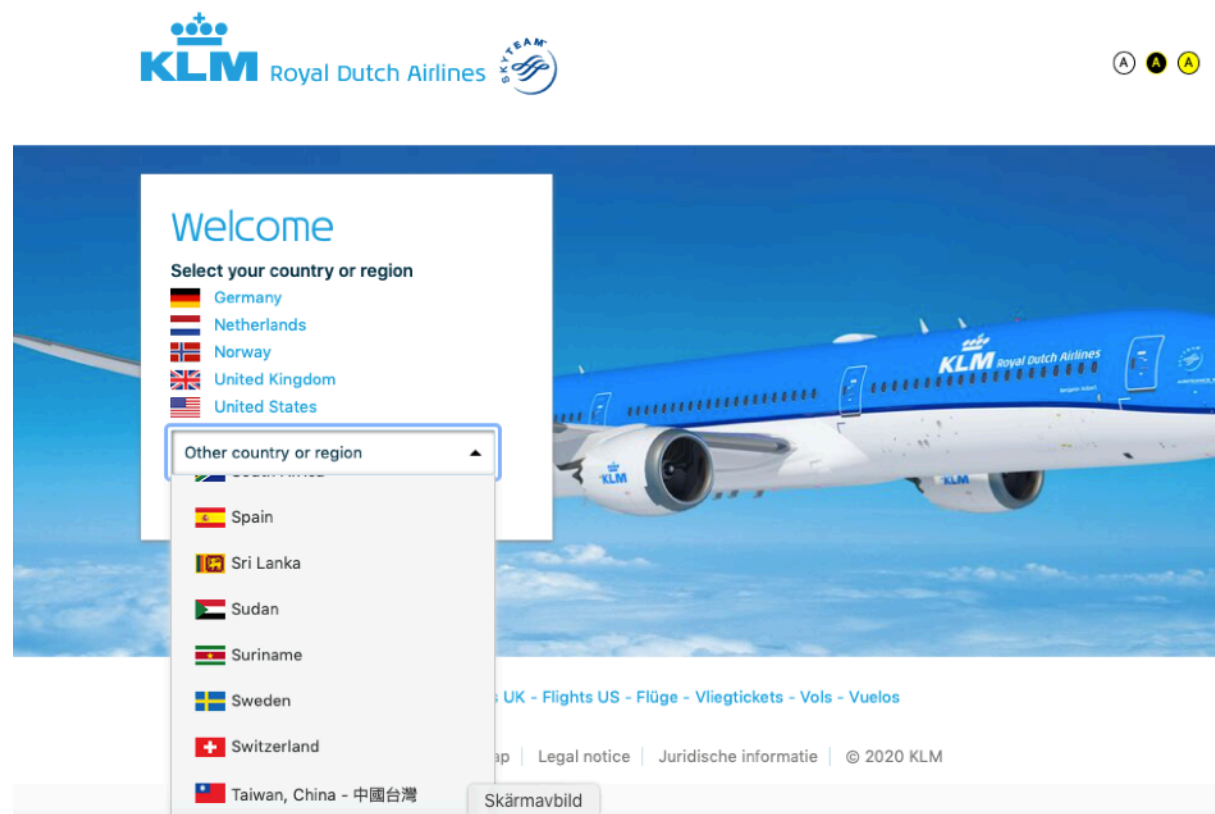 KLM Royal Dutch Airlines SKYTEAM
A A A
Welcome
Select your country or region
Germany
Netherlands
Norway
United Kingdom
United States
Other country or region
South Africa
Spain
Sri Lanka
Sudan
Suriname
Sweden
Switzerland
Taiwan, China - 中國台灣
KLM Royal Dutch Airlines
KLM
KLM
UK - Flights US - Flüge - Vliegtickets - Vols - Vuelos
Legal notice Juridische informatie © 2020 KLM
Skärmavbild